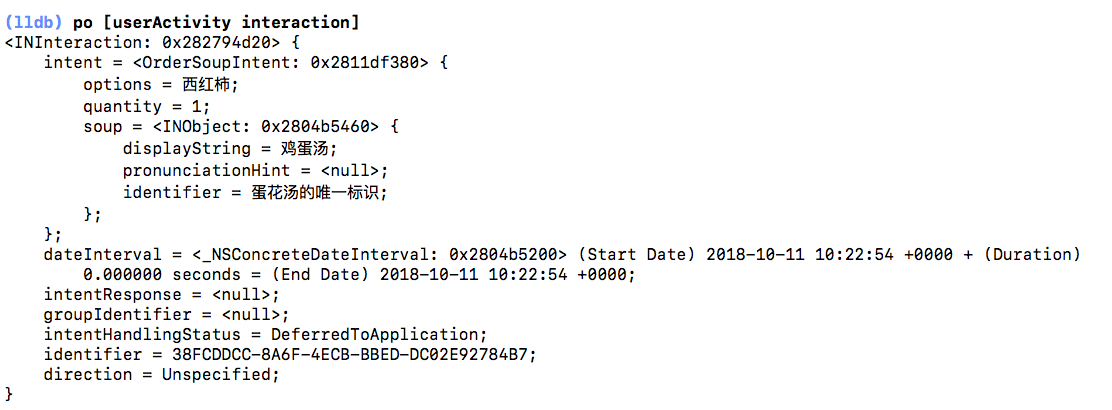 (lldb) po [userActivity interaction]
<INInteraction: 0x282794d20> {
    intent = <OrderSoupIntent: 0x2811df380> {
        options = 西红柿;
        quantity = 1;
        soup = <INObject: 0x2804b5460> {
            displayString = 鸡蛋汤;
            pronunciationHint = <null>;
            identifier = 蛋花汤的唯一标识;
        };
    };
    dateInterval = <_NSConcreteDateInterval: 0x2804b5200> (Start Date) 2018-10-11 10:22:54 +0000 + (Duration)
        0.000000 seconds = (End Date) 2018-10-11 10:22:54 +0000;
    intentResponse = <null>;
    groupIdentifier = <null>;
    intentHandlingStatus = DeferredToApplication;
    identifier = 38FCDDCC-8A6F-4ECB-BBED-DC02E92784B7;
    direction = Unspecified;
}